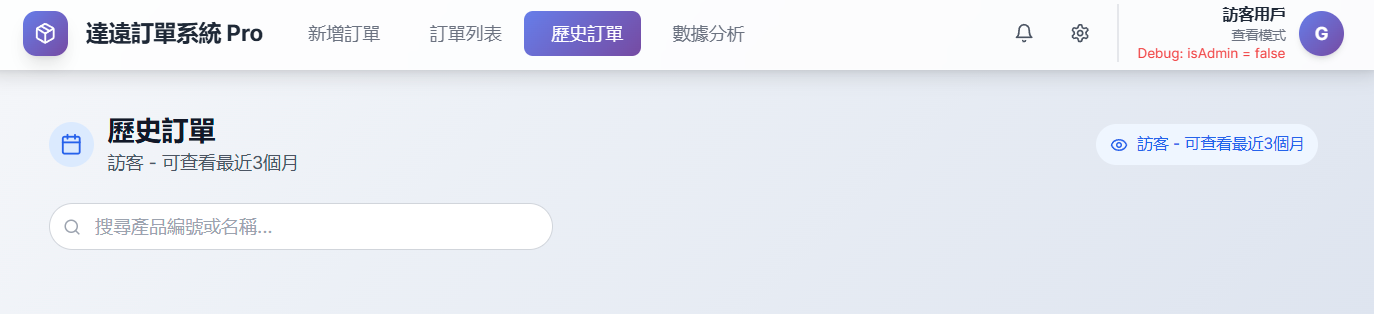 達遠訂單系統 Pro
新增訂單
訂單列表
歷史訂單
數據分析
訪客用戶
查看模式
Debug: isAdmin = false
G
歷史訂單
訪客 - 可查看最近3個月
訪客 - 可查看最近3個月
搜尋產品編號或名稱...